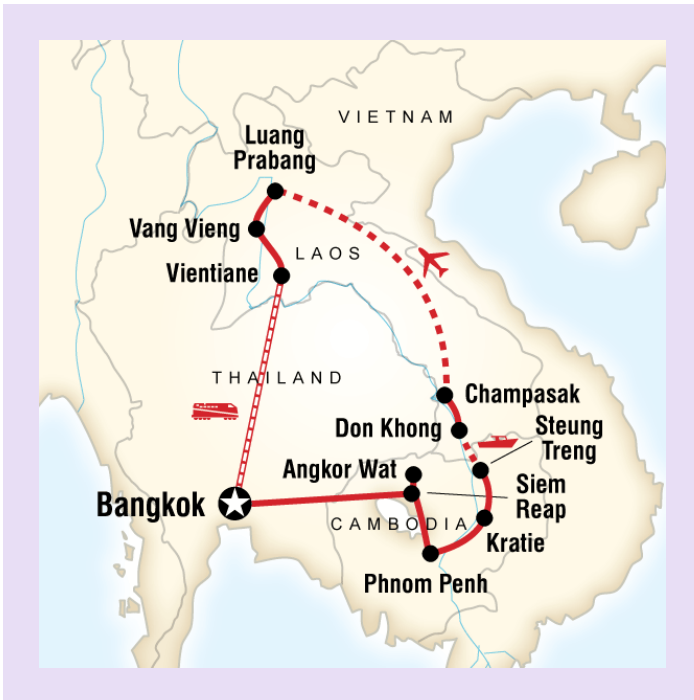 VIETNAM
Luang
Prabang
Vang Vieng
LAOS
Vientiane
THAILAND
Champasak
Don Khong
Steung
Treng
Angkor Wat
Siem
Reap
Bangkok
CAMBODIA
Kratie
Phnom Penh